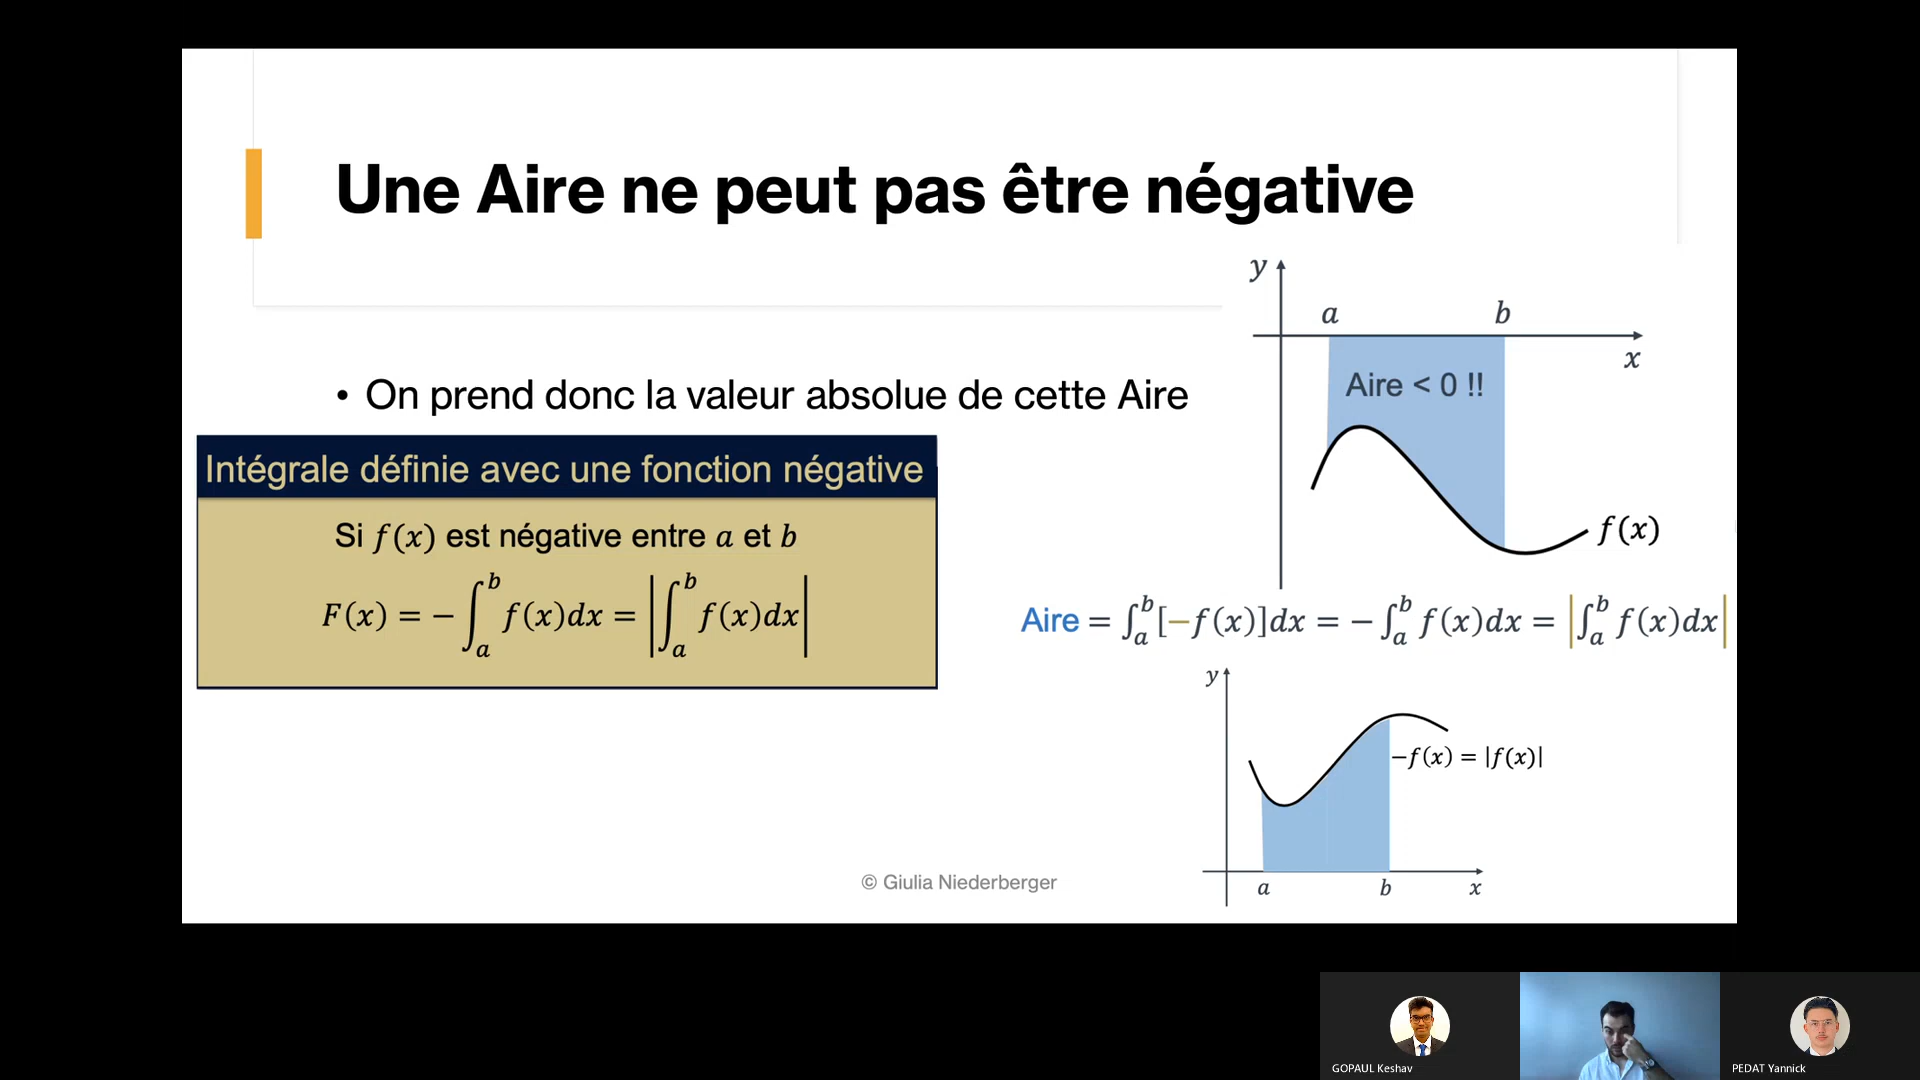 Une Aire ne peut pas être négative
y
a
b
x
Aire < 0 !!
f(x)
• On prend donc la valeur absolue de cette Aire
Intégrale définie avec une fonction négative
Si f(x) est négative entre a et b
F(x) = −∫_a^b f(x)dx = |∫_a^b f(x)dx|
Aire = ∫_a^b [−f(x)]dx = −∫_a^b f(x)dx = |∫_a^b f(x)dx|
y
−f(x) = |f(x)|
a
b
x
© Giulia Niederberger
GOPAUL Keshav
PEDAT Yannick